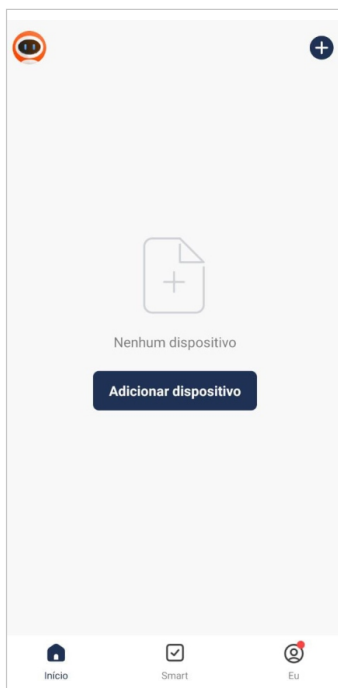 Nenhum dispositivo
Adicionar dispositivo
Início
Smart
Eu